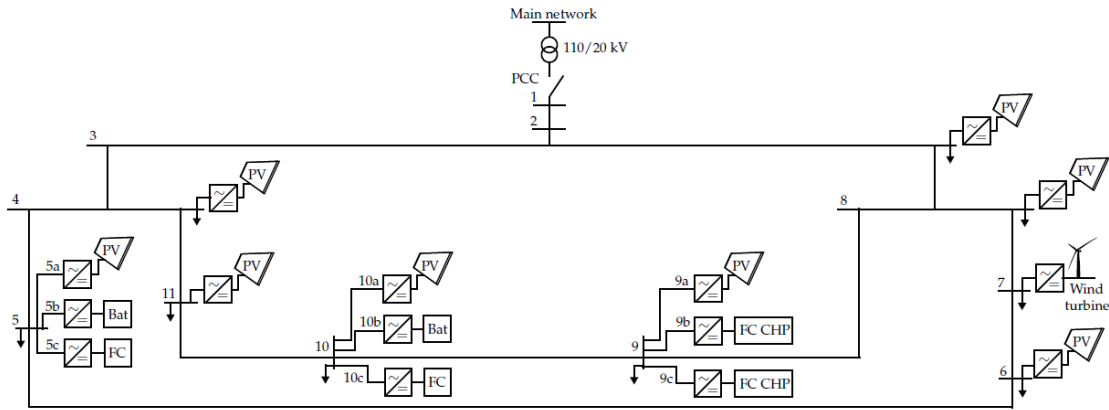 Main network
110/20 kV
PCC
1
2
3
PV
4
PV
8
PV
5a
PV
11
PV
10a
PV
9a
PV
7
Wind
turbine
5b
Bat
5
5c
FC
10b
Bat
10
10c
FC
9b
FC CHP
9
9c
FC CHP
PV
6